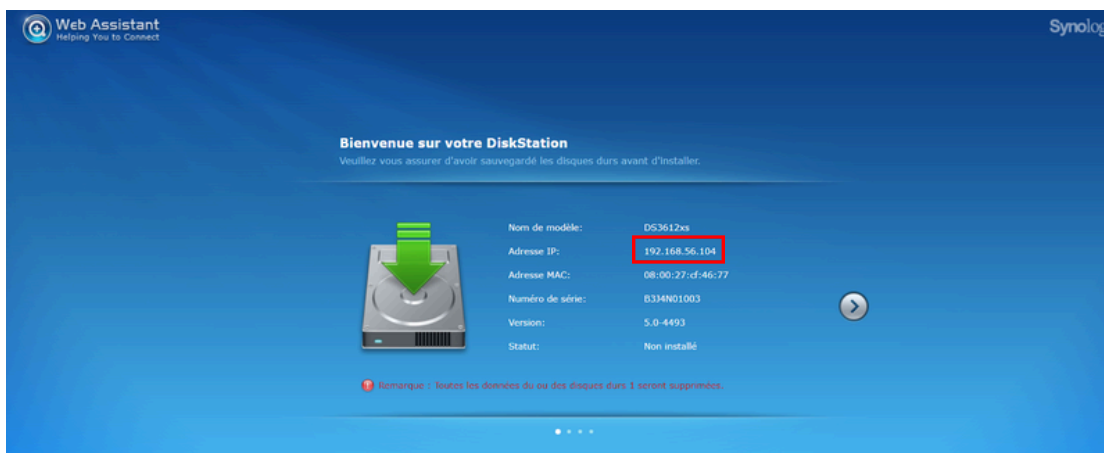 Web Assistant
Helping You to Connect
Synolog
Bienvenue sur votre DiskStation
Veuillez vous assurer d'avoir sauvegardé les disques durs avant d'installer.
Nom de modèle: DS3612xs
Adresse IP: 192.168.56.104
Adresse MAC: 08:00:27:cf:46:77
Numéro de série: B3J4N01003
Version: 5.0-4493
Statut: Non installé
Remarque : Toutes les données du ou des disques durs 1 seront supprimées.